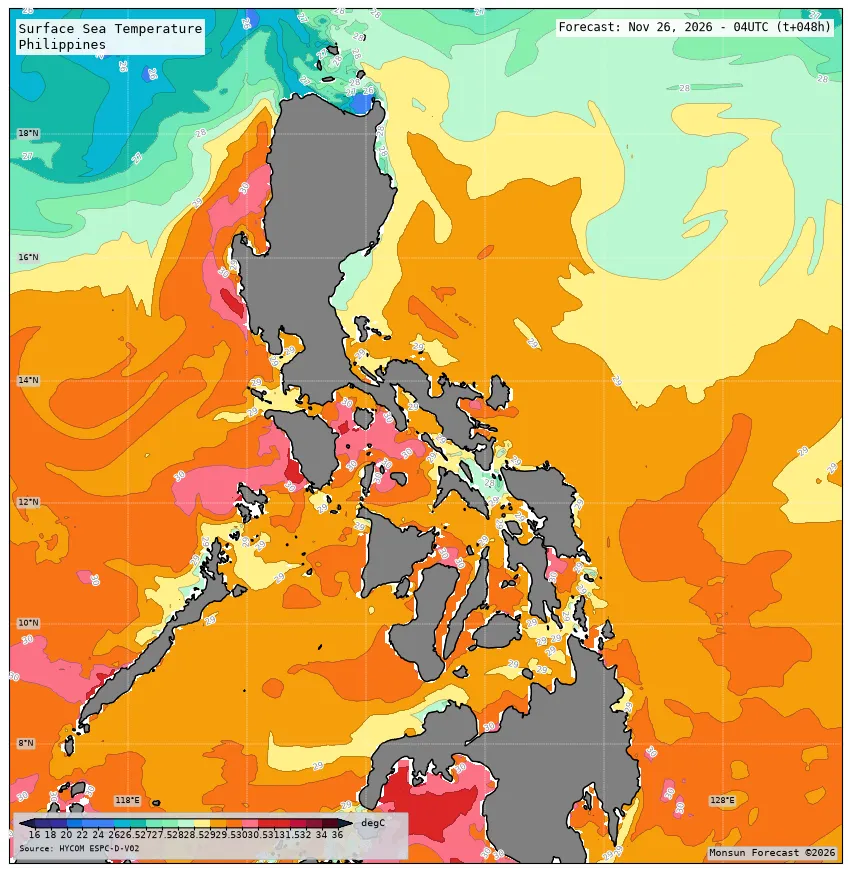 Surface Sea Temperature
Philippines
Forecast: Nov 26, 2026 - 04UTC (t+048h)
18°N
16°N
14°N
12°N
10°N
8°N
118°E
128°E
16 18 20 22 24 26 26.5 27 27.5 28 28.5 29 29.5 30 30.5 31 31.5 32 34 36 degC
Source: HYCOM ESPC-D-V02
Monsun Forecast ©2026